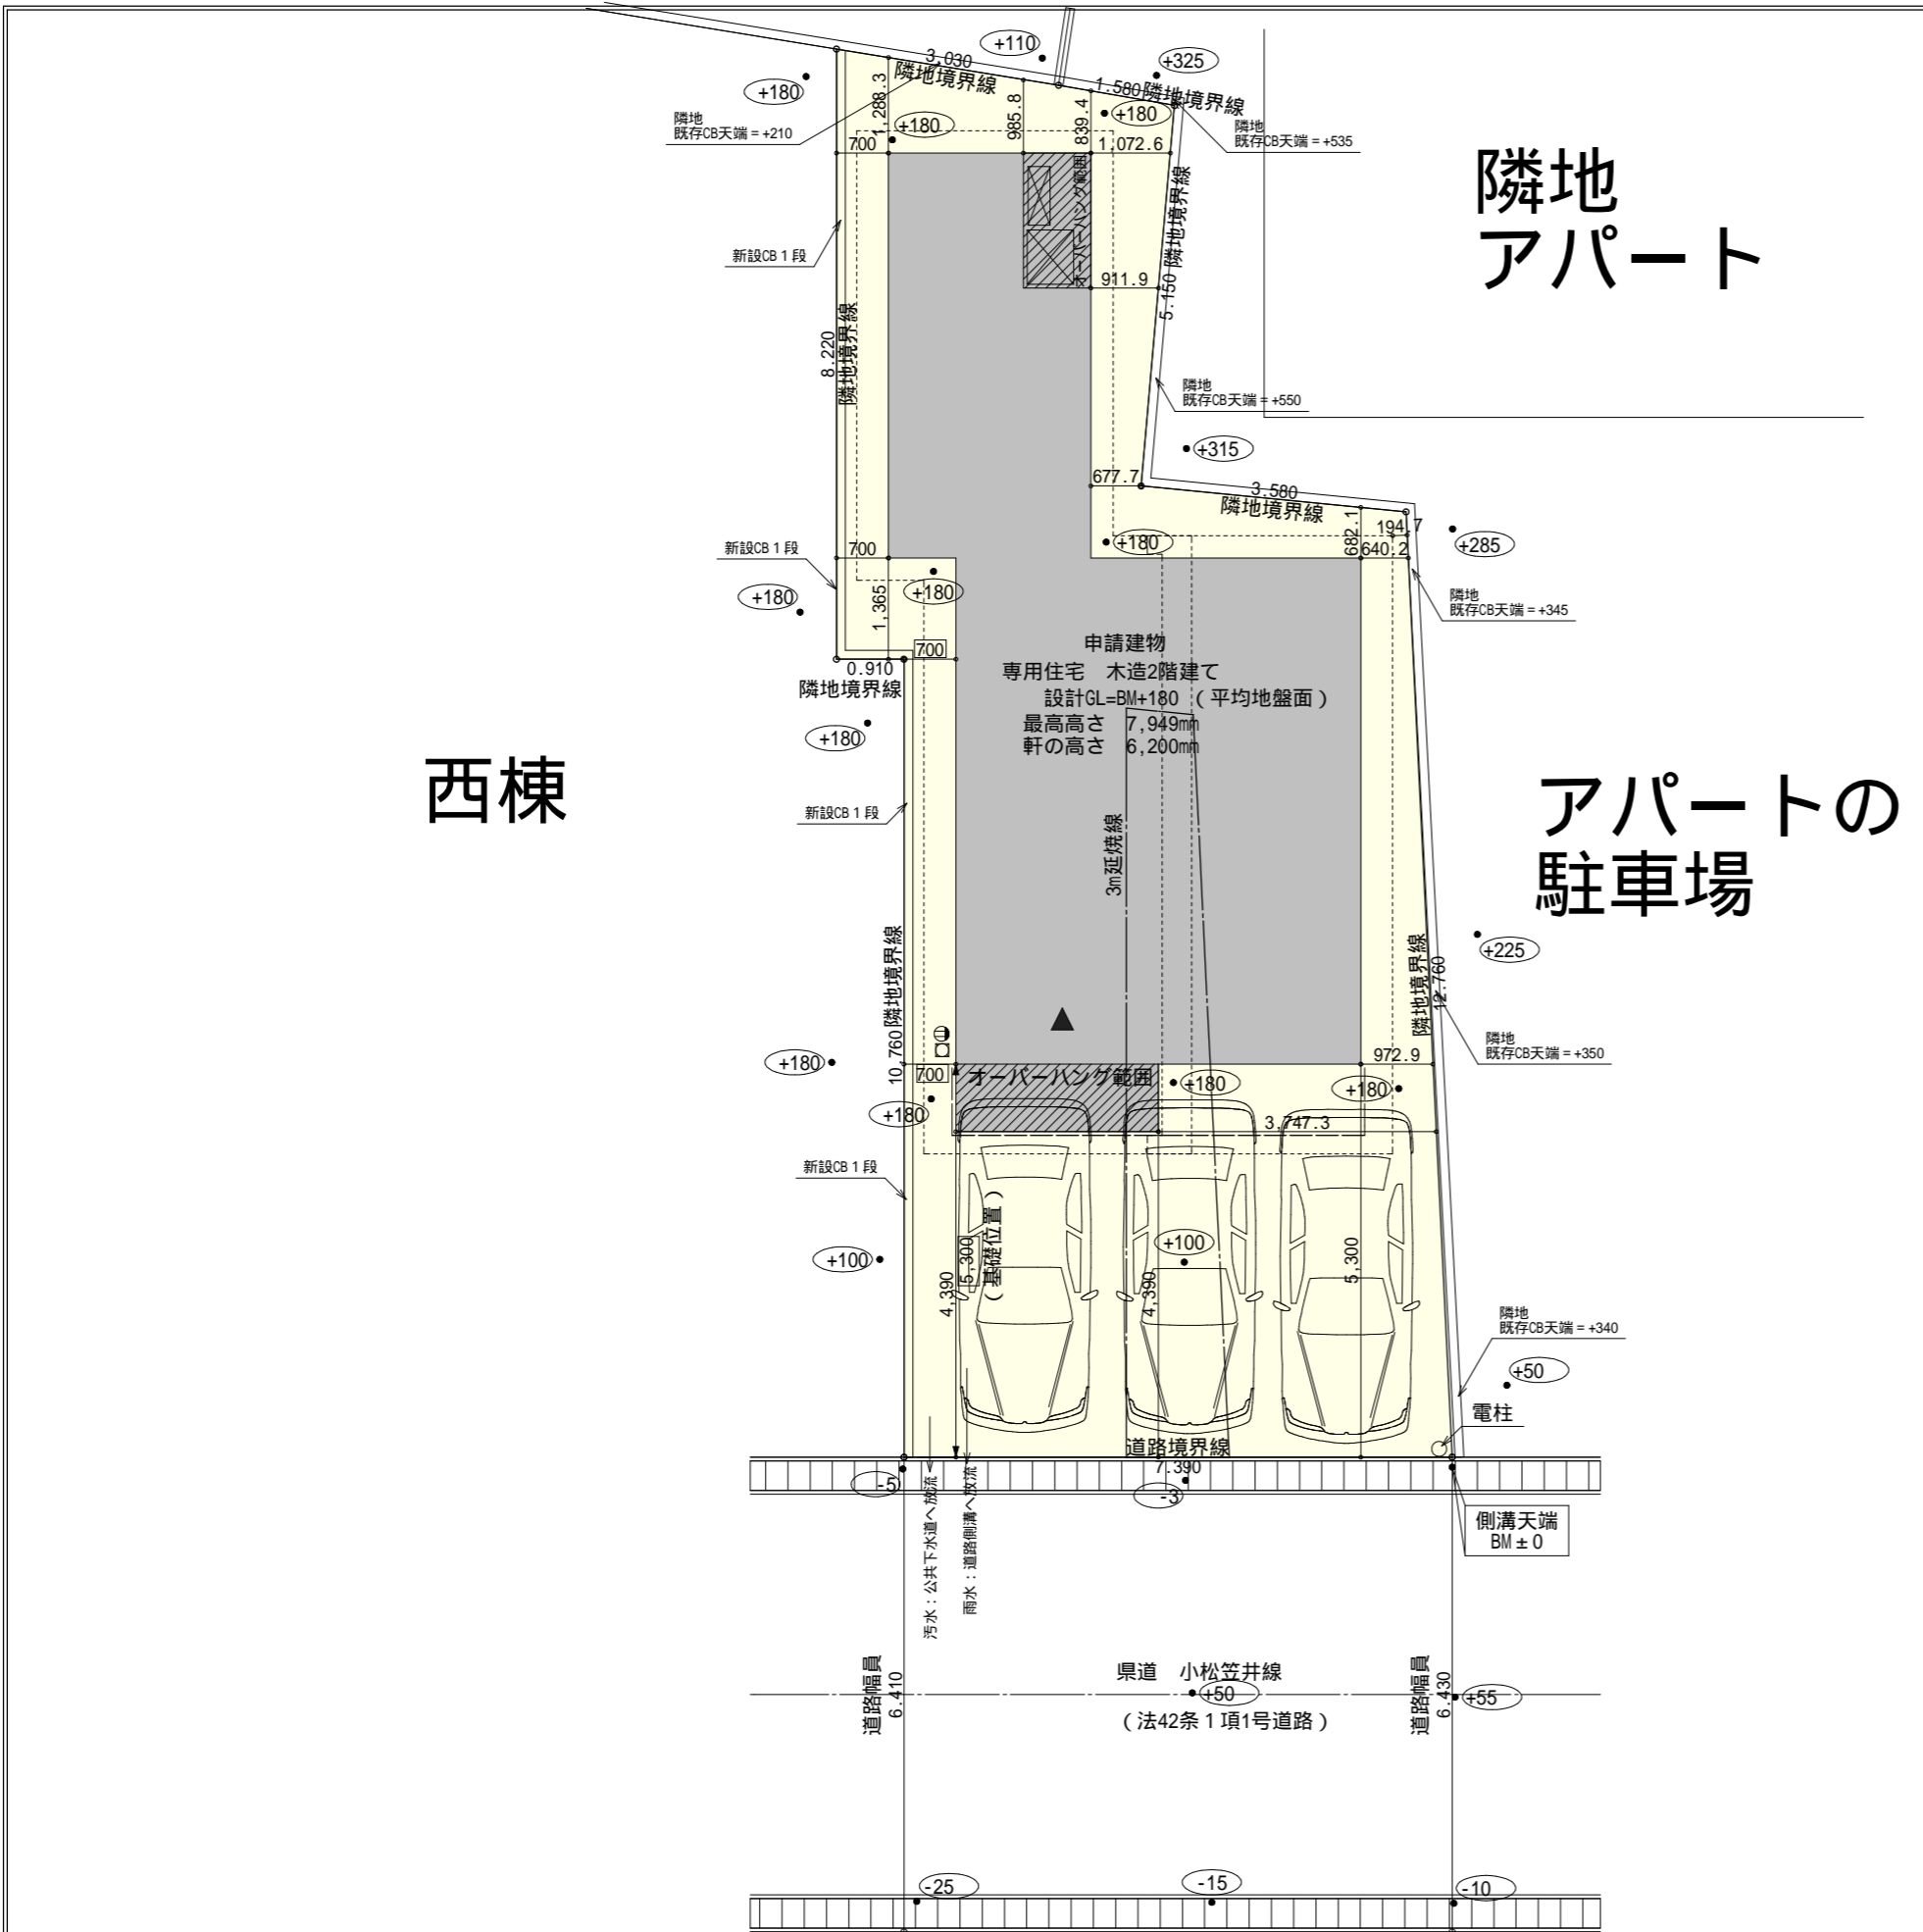 +110
3,030
隣地境界線
+325
+180
1.580
隣地境界線
隣地
既存CB天端 = +210
1,288.3
+180
985.8
839.4
+180
隣地
既存CB天端 = +535
700
1,072.6
オーバーハング範囲
隣地
アパート
新設CB 1 段
911.9
5.150
隣地境界線
8.220
隣地境界線
隣地
既存CB天端 = +550
+315
677.7
3.580
隣地境界線
682.1
194.7
+285
新設CB 1 段
700
+180
640.2
+180
+180
1,365
隣地
既存CB天端 = +345
申請建物
700
専用住宅　木造2階建て
0.910
隣地境界線
設計GL=BM+180 （平均地盤面）
最高高さ　7,949mm
軒の高さ　6,200mm
+180
西棟
アパートの
駐車場
新設CB 1 段
3m延焼線
+225
隣地境界線
10,760
隣地境界線
12.760
隣地
既存CB天端 = +350
+180
700
972.9
オーバーハング範囲
+180
+180
+180
3,747.3
新設CB 1 段
（基礎位置）
5,300
4,390
+100
+100
4,390
5,300
隣地
既存CB天端 = +340
+50
電柱
道路境界線
7.390
-5
-3
側溝天端
BM ± 0
汚水：公共下水道へ放流
雨水：道路側溝へ放流
道路幅員
6.410
県道　小松笠井線
+50
（法42条 1 項1号道路）
道路幅員
6.430
+55
-25
-15
-10